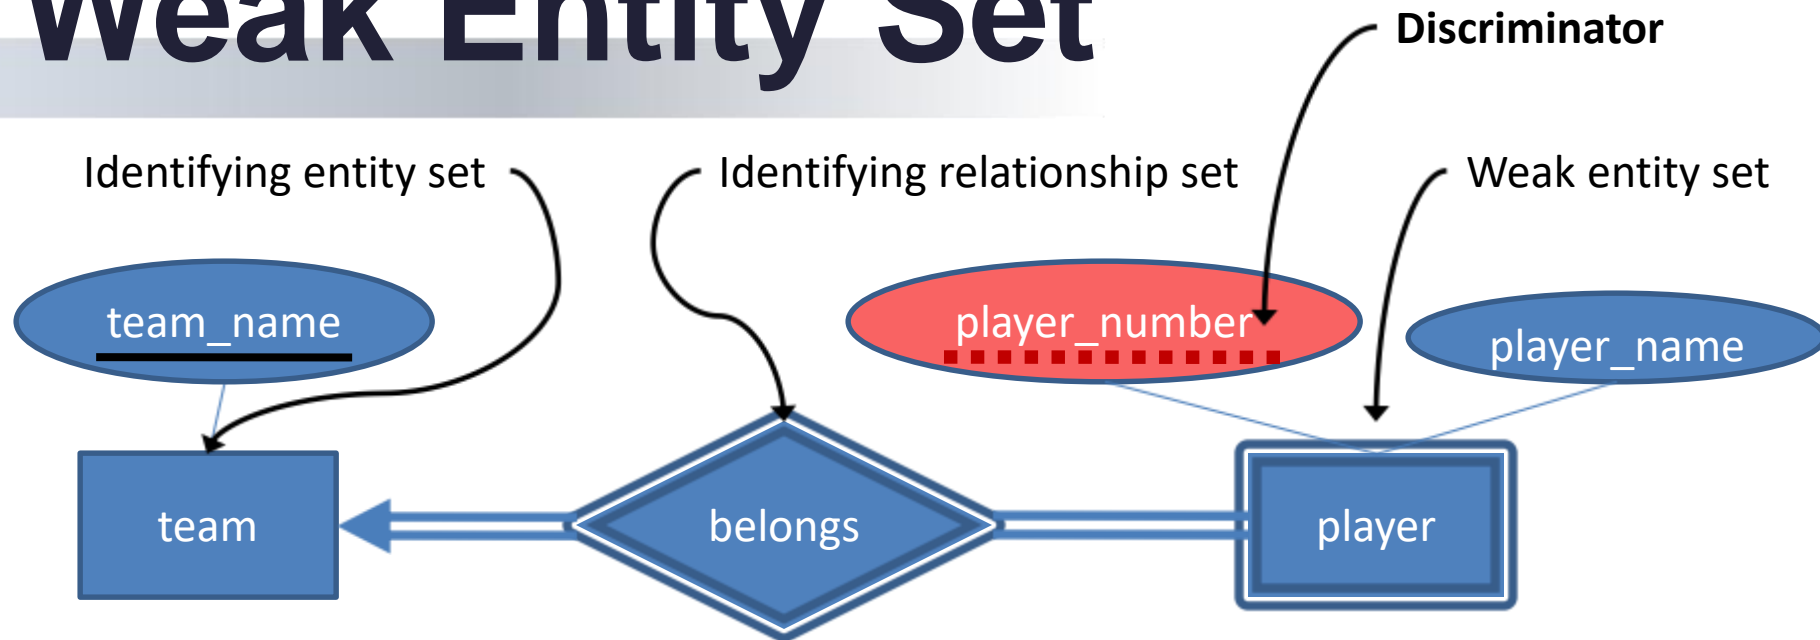 Weak Entity Set
Discriminator
Identifying entity set
Identifying relationship set
Weak entity set
team_name
player_number
player_name
team
belongs
player